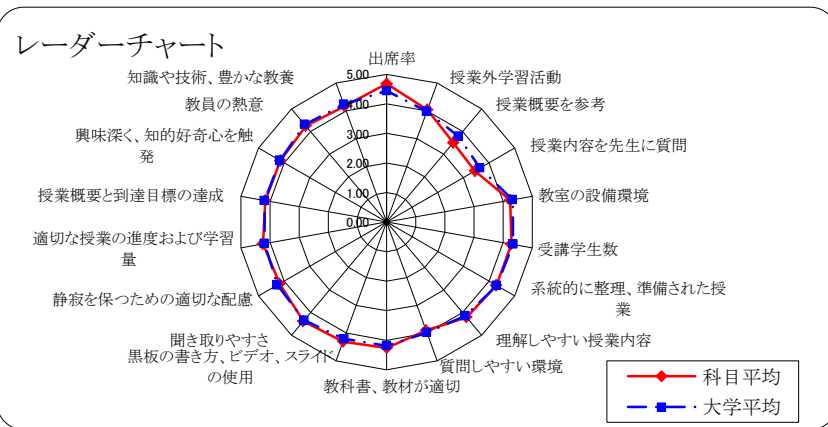 レーダーチャート
出席率
授業外学習活動
授業概要を参考
授業内容を先生に質問
教室の設備環境
受講学生数
系統的に整理、準備された授
業
理解しやすい授業内容
質問しやすい環境
教科書、教材が適切
黒板の書き方、ビデオ、スライド
の使用
聞き取りやすさ
静寂を保つための適切な配慮
適切な授業の進度および学習
量
授業概要と到達目標の達成
興味深く、知的好奇心を触
発
教員の熱意
知識や技術、豊かな教養
5.00
4.00
3.00
2.00
1.00
0.00
科目平均
大学平均